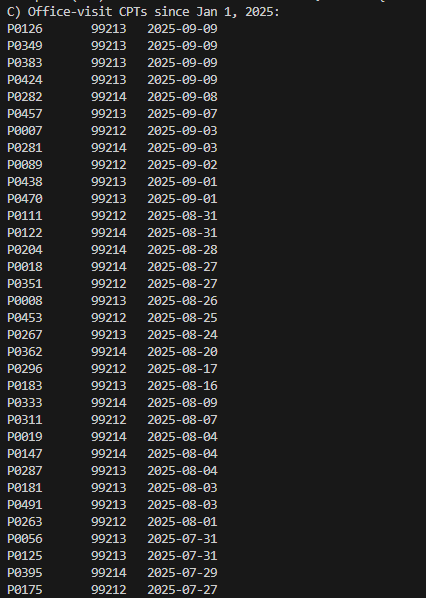 C) Office-visit CPTs since Jan 1, 2025:
P0126 99213 2025-09-09
P0349 99213 2025-09-09
P0383 99213 2025-09-09
P0424 99213 2025-09-09
P0282 99214 2025-09-08
P0457 99213 2025-09-07
P0007 99212 2025-09-03
P0281 99214 2025-09-03
P0089 99212 2025-09-02
P0438 99213 2025-09-01
P0470 99213 2025-09-01
P0111 99212 2025-08-31
P0122 99214 2025-08-31
P0204 99214 2025-08-28
P0018 99214 2025-08-27
P0351 99212 2025-08-27
P0008 99213 2025-08-26
P0453 99212 2025-08-25
P0267 99213 2025-08-24
P0362 99214 2025-08-20
P0296 99212 2025-08-17
P0183 99213 2025-08-16
P0333 99214 2025-08-09
P0311 99212 2025-08-07
P0019 99214 2025-08-04
P0147 99214 2025-08-04
P0287 99213 2025-08-04
P0181 99213 2025-08-03
P0491 99213 2025-08-03
P0263 99212 2025-08-01
P0056 99213 2025-07-31
P0125 99213 2025-07-31
P0395 99214 2025-07-29
P0175 99212 2025-07-27